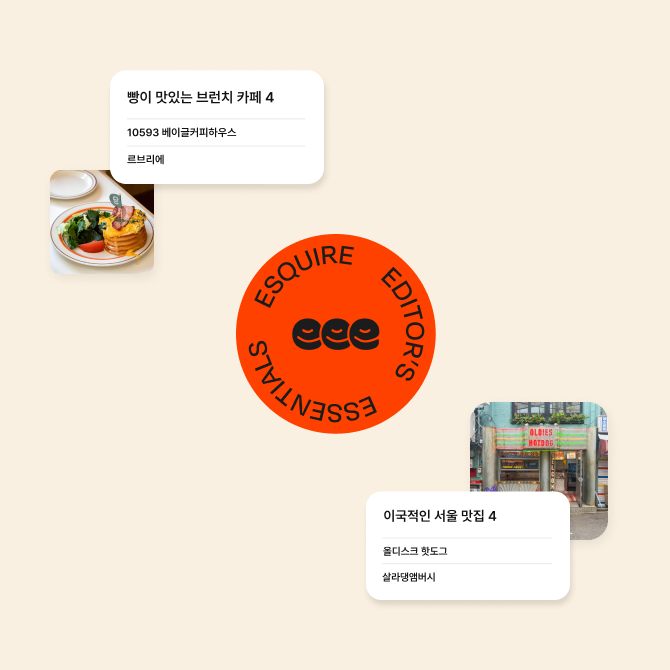 빵이 맛있는 브런치 카페 4
10593 베이글커피하우스
르브리에
ESQUIRE EDITOR'S ESSENTIALS
eee
OLDIES
HOTDOG
이국적인 서울 맛집 4
올디스크 핫도그
살라댕앰버시